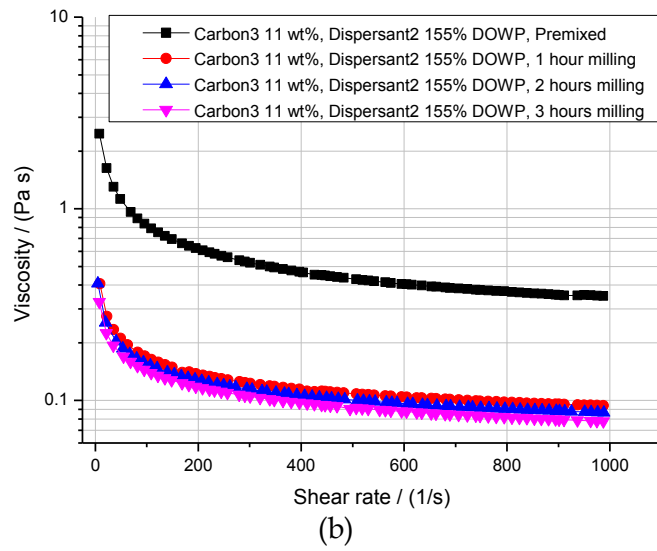 10
Carbon3 11 wt%, Dispersant2 155% DOWP, Premixed
Carbon3 11 wt%, Dispersant2 155% DOWP, 1 hour milling
Carbon3 11 wt%, Dispersant2 155% DOWP, 2 hours milling
Carbon3 11 wt%, Dispersant2 155% DOWP, 3 hours milling
Viscosity / (Pa s)
1
0.1
0 200 400 600 800 1000
Shear rate / (1/s)
(b)